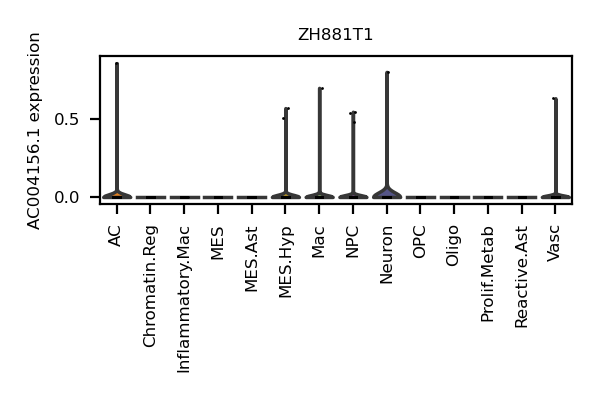 ZH881T1
AC004156.1 expression
0.5
0.0
AC
Chromatin.Reg
Inflammatory.Mac
MES
MES.Ast
MES.Hyp
Mac
NPC
Neuron
OPC
Oligo
Prolif.Metab
Reactive.Ast
Vasc